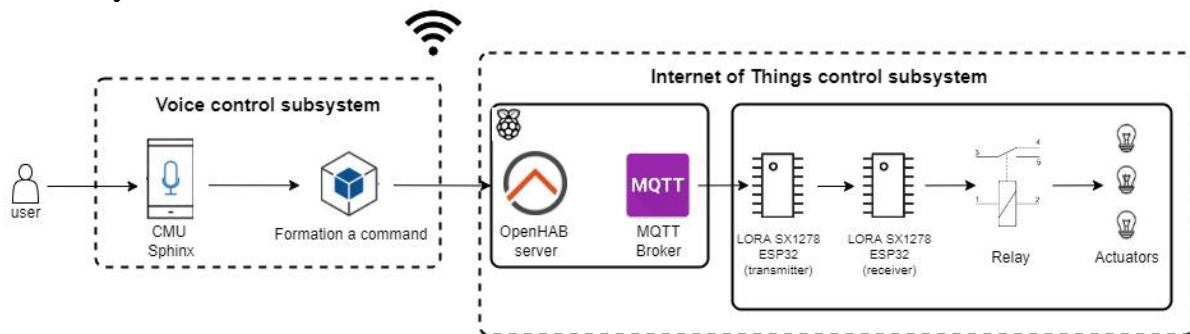 Internet of Things control subsystem
Voice control subsystem
user
CMU
Sphinx
Formation a command
OpenHAB
server
MQTT
MQTT
Broker
LORA SX1278
ESP32
(transmitter)
LORA SX1278
ESP32
(receiver)
3
4
5
1
2
Relay
Actuators